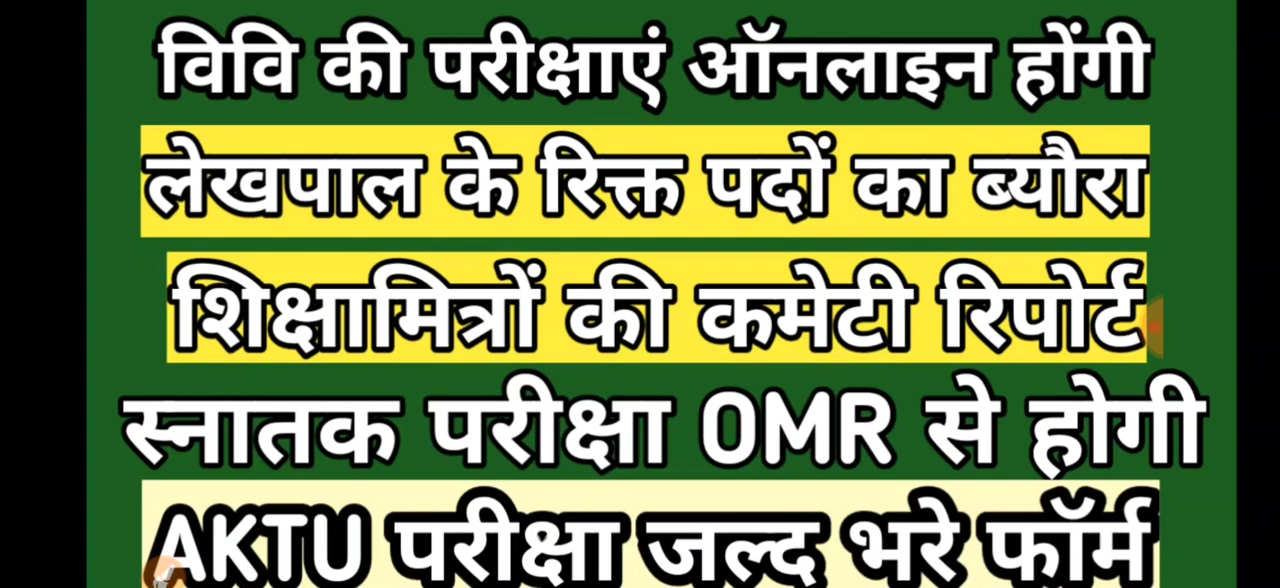 विवि की परीक्षाएं ऑनलाइन होंगी
लेखपाल के रिक्त पदों का ब्यौरा
शिक्षामित्रों की कमेटी रिपोर्ट
स्नातक परीक्षा OMR से होगी
AKTU परीक्षा जल्द भरे फॉर्म